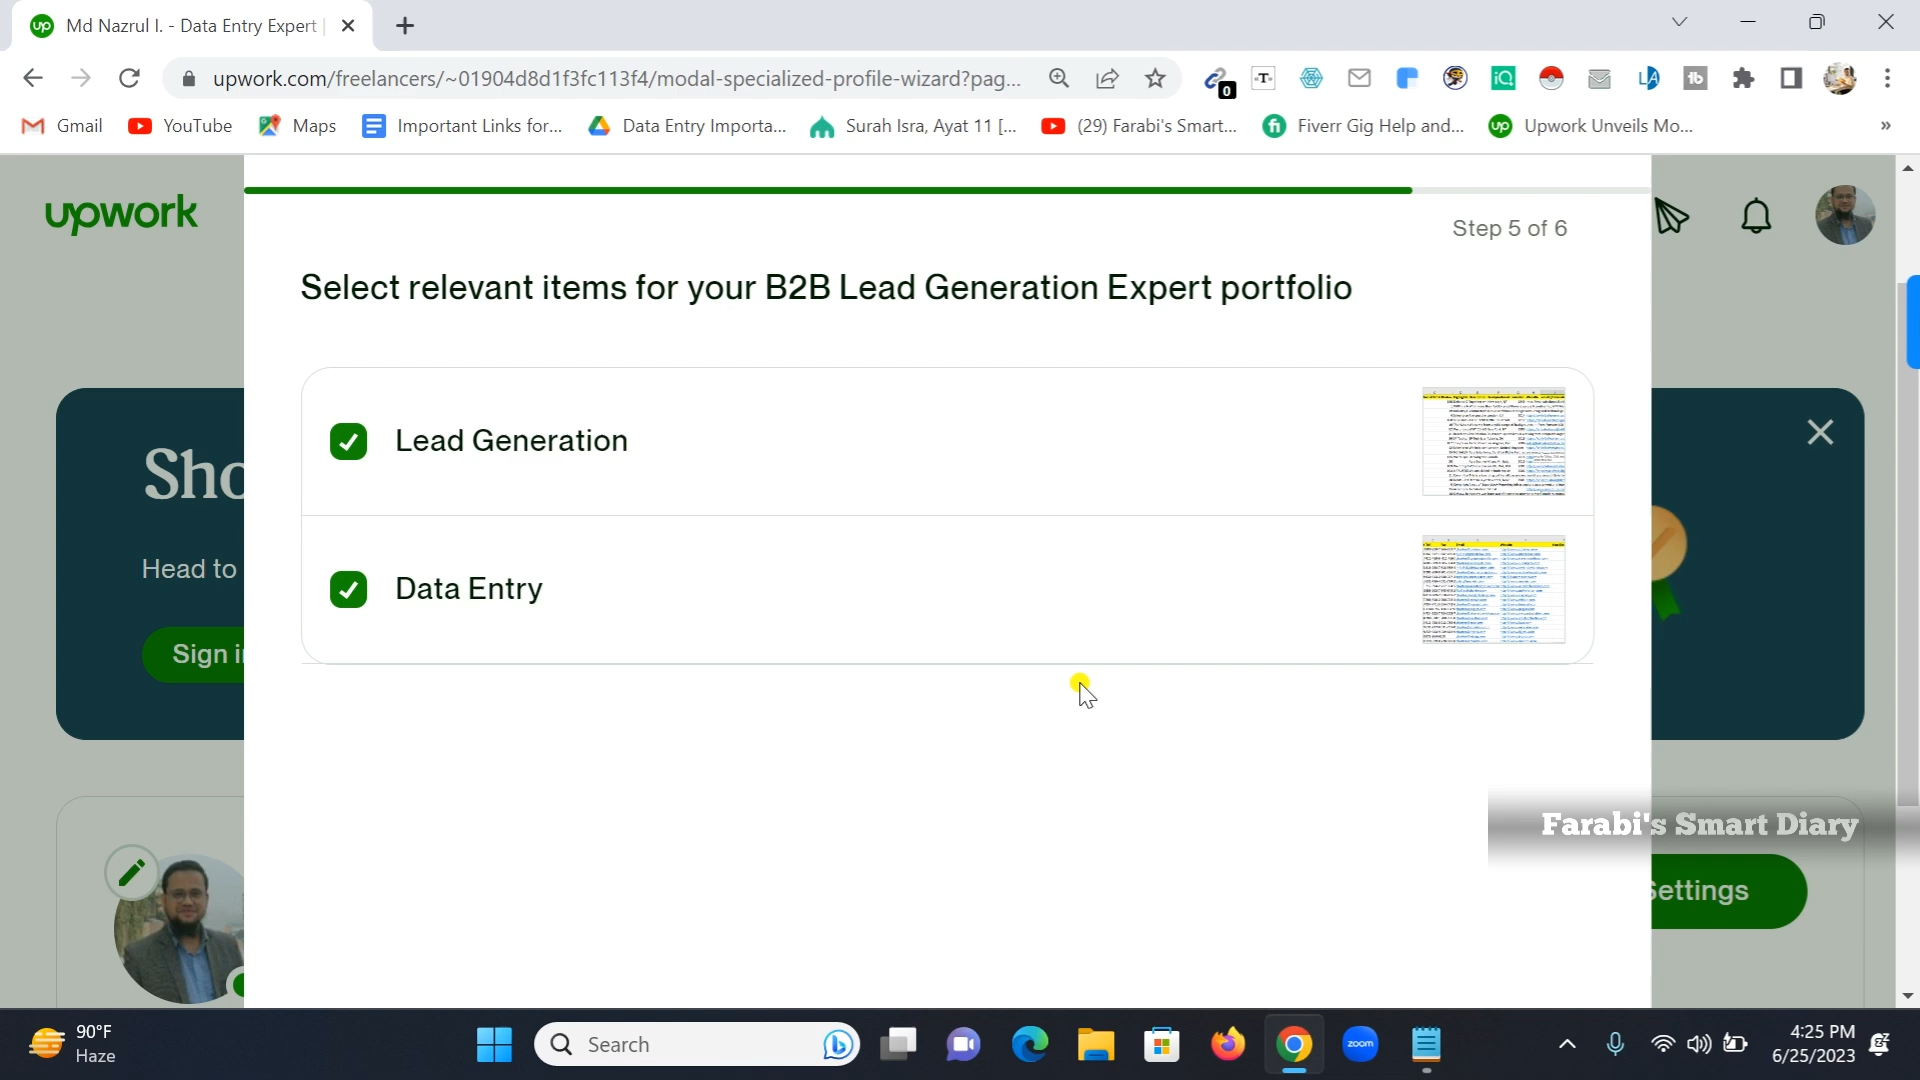 Md Nazrul I. - Data Entry Expert
upwork.com/freelancers/~01904d8d1f3fc113f4/modal-specialized-profile-wizard?pag...
Gmail
YouTube
Maps
Important Links for...
Data Entry Importa...
Surah Isra, Ayat 11 [...
(29) Farabi's Smart...
Fiverr Gig Help and...
Upwork Unveils Mo...
»
upwork
Step 5 of 6
Select relevant items for your B2B Lead Generation Expert portfolio
Lead Generation
Data Entry
Sho
Head to
Sign i
Farabi's Smart Diary
Settings
90°F
Haze
Search
zoom
4:25 PM
6/25/2023